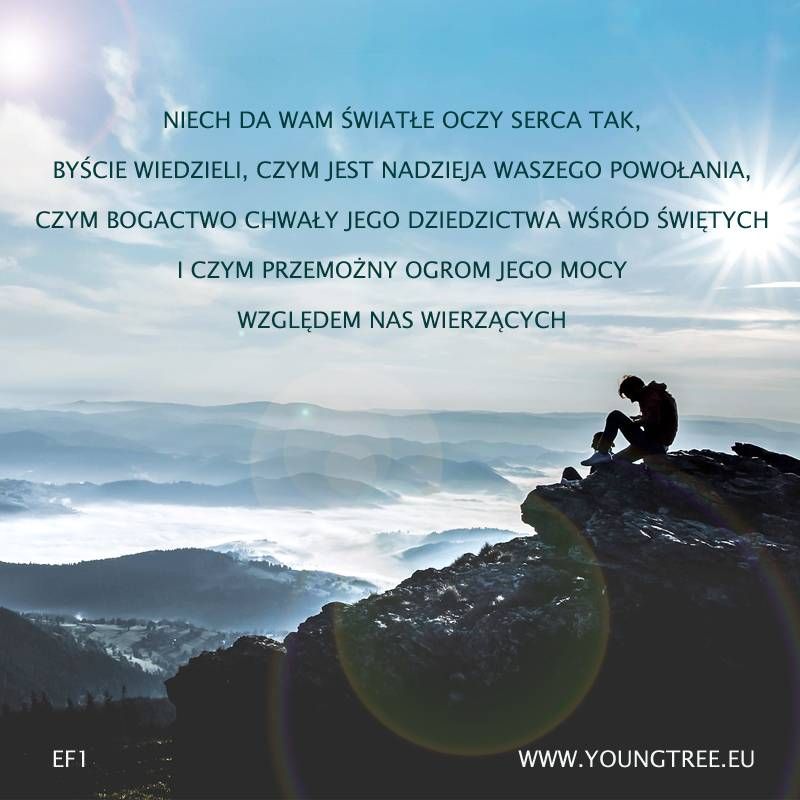 NIECH DA WAM ŚWIATŁE OCZY SERCA TAK,
BYŚCIE WIEDZIELI, CZYM JEST NADZIEJA WASZEGO POWOŁANIA,
CZYM BOGACTWO CHWAŁY JEGO DZIEDZICTWA WŚRÓD ŚWIĘTYCH
I CZYM PRZEMOŻNY OGROM JEGO MOCY
WZGLĘDEM NAS WIERZĄCYCH
EF1 WWW.YOUNGTREE.EU